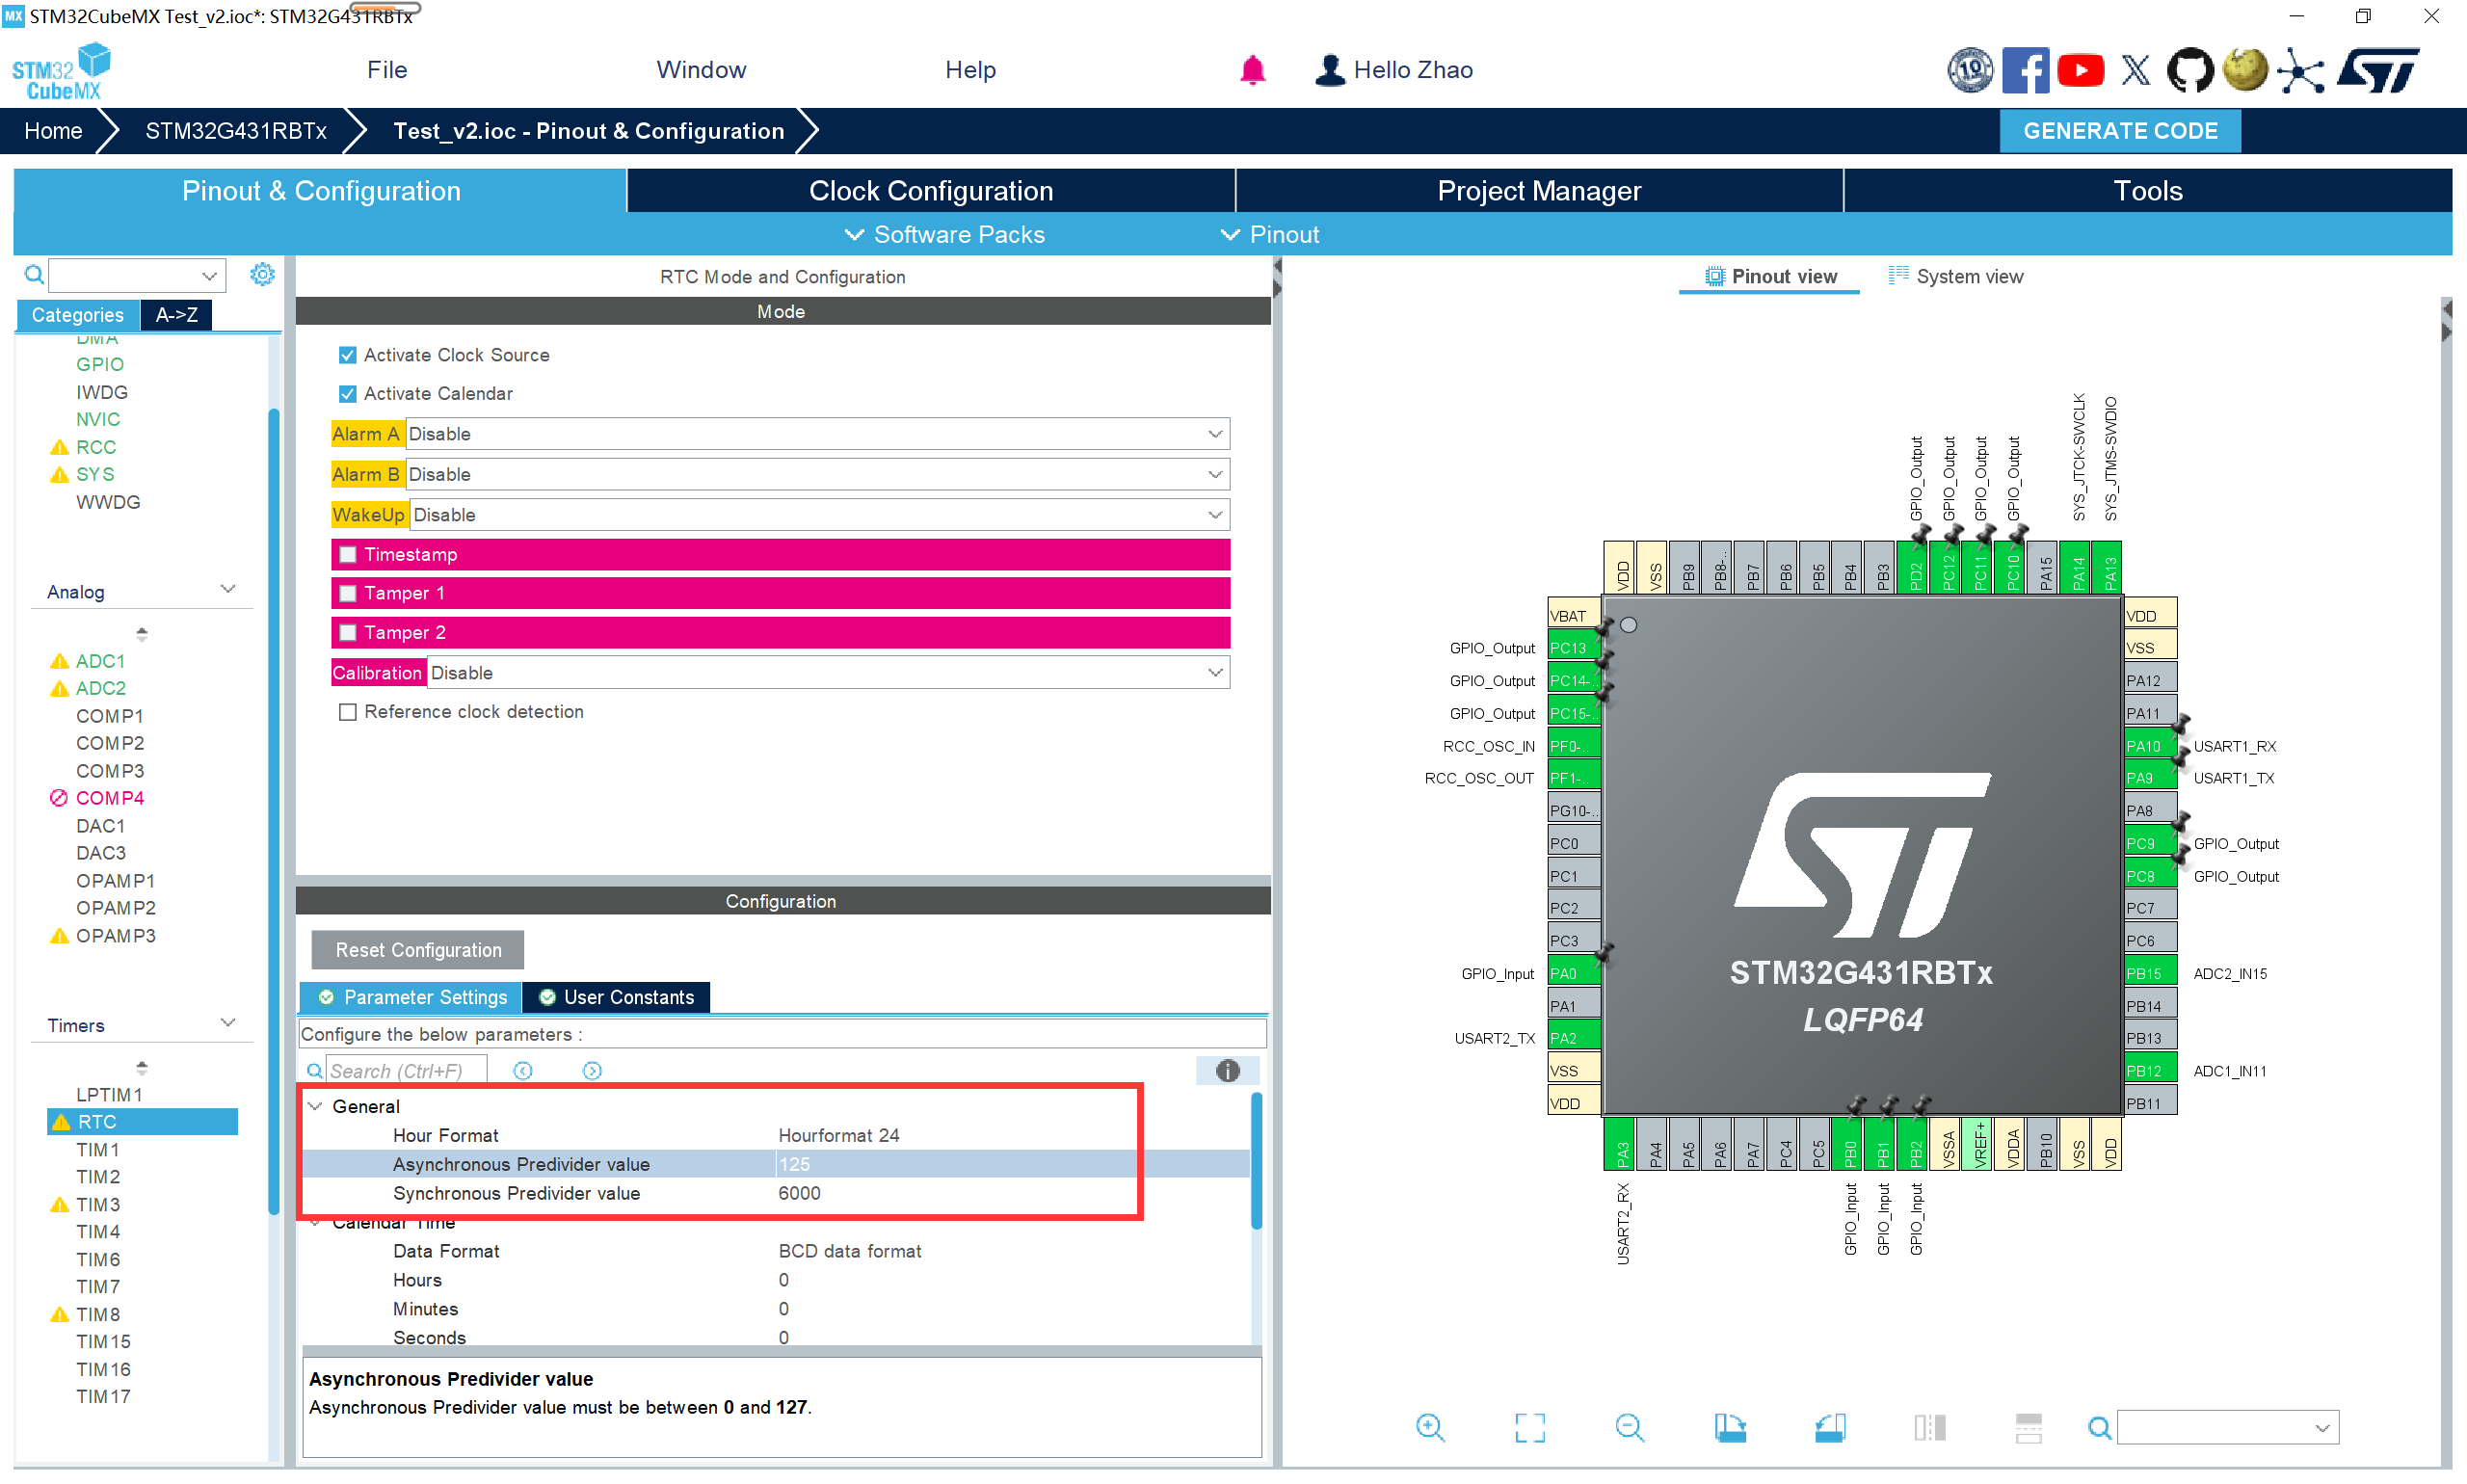 MX STM32CubeMX Test_v2.ioc*: STM32G431RBTx
STM32
CubeMX
File
Window
Help
Hello Zhao
10
Home
STM32G431RBTx
Test_v2.ioc - Pinout & Configuration
GENERATE CODE
Pinout & Configuration
Clock Configuration
Project Manager
Tools
Software Packs
Pinout
Categories
A->Z
DMA
GPIO
IWDG
NVIC
RCC
SYS
WWDG
Analog
ADC1
ADC2
COMP1
COMP2
COMP3
COMP4
DAC1
DAC3
OPAMP1
OPAMP2
OPAMP3
Timers
LPTIM1
RTC
TIM1
TIM2
TIM3
TIM4
TIM6
TIM7
TIM8
TIM15
TIM16
TIM17
RTC Mode and Configuration
Mode
Activate Clock Source
Activate Calendar
Alarm A Disable
Alarm B Disable
WakeUp Disable
Timestamp
Tamper 1
Tamper 2
Calibration Disable
Reference clock detection
Configuration
Reset Configuration
Parameter Settings
User Constants
Configure the below parameters :
Search (Ctrl+F)
General
Hour Format Hourformat 24
Asynchronous Predivider value 125
Synchronous Predivider value 6000
Calendar Time
Data Format BCD data format
Hours 0
Minutes 0
Seconds 0
Asynchronous Predivider value
Asynchronous Predivider value must be between 0 and 127.
Pinout view
System view
GPIO_Output
GPIO_Output
GPIO_Output
GPIO_Output
SYS_JTCK-SWCLK
SYS_JTMS-SWDIO
VDD
VSS
PB9
PB8-..
PB7
PB6
PB5
PB4
PB3
PD2
PC12
PC11
PC10
PA15
PA14
PA13
VBAT
GPIO_Output PC13
GPIO_Output PC14-..
GPIO_Output PC15-..
RCC_OSC_IN PF0-..
RCC_OSC_OUT PF1-..
PG10-..
PC0
PC1
PC2
PC3
GPIO_Input PA0
PA1
USART2_TX PA2
VSS
VDD
ST
STM32G431RBTx
LQFP64
VDD
VSS
PA12
PA11
PA10 USART1_RX
PA9 USART1_TX
PA8
PC9 GPIO_Output
PC8 GPIO_Output
PC7
PC6
PB15 ADC2_IN15
PB14
PB13
PB12 ADC1_IN11
PB11
PA3
PA4
PA5
PA6
PA7
PC4
PC5
PB0
PB1
PB2
VSSA
VREF+
VDDA
PB10
VSS
VDD
USART2_RX
GPIO_Input
GPIO_Input
GPIO_Input